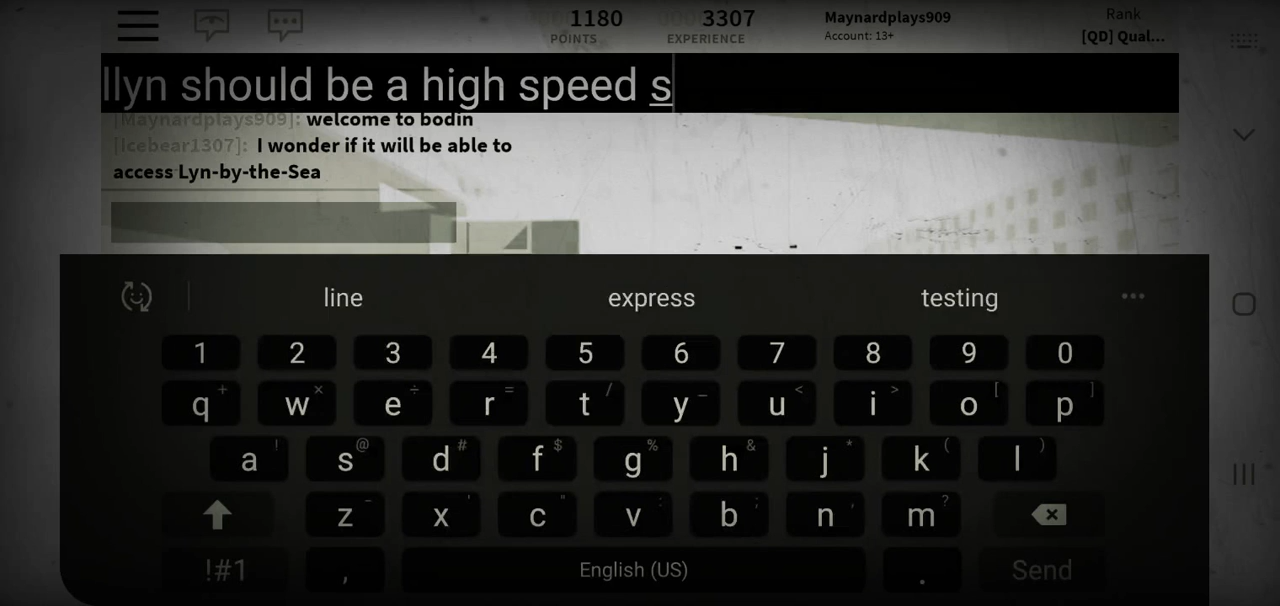 1180
POINTS
3307
EXPERIENCE
Maynardplays909
Account: 13+
Rank
[QD] Qual...
llyn should be a high speed s
[Maynardplays909]: welcome to bodin
[Icebear1307]: I wonder if it will be able to
access Lyn-by-the-Sea
line express testing
1 2 3 4 5 6 7 8 9 0
q + w × e ÷ r = t / y _ u < i > o [ p ]
a ! s @ d # f $ g % h & j * k ( l )
z - x ' c " v : b ; n , m ?
!#1 , English (US) . Send